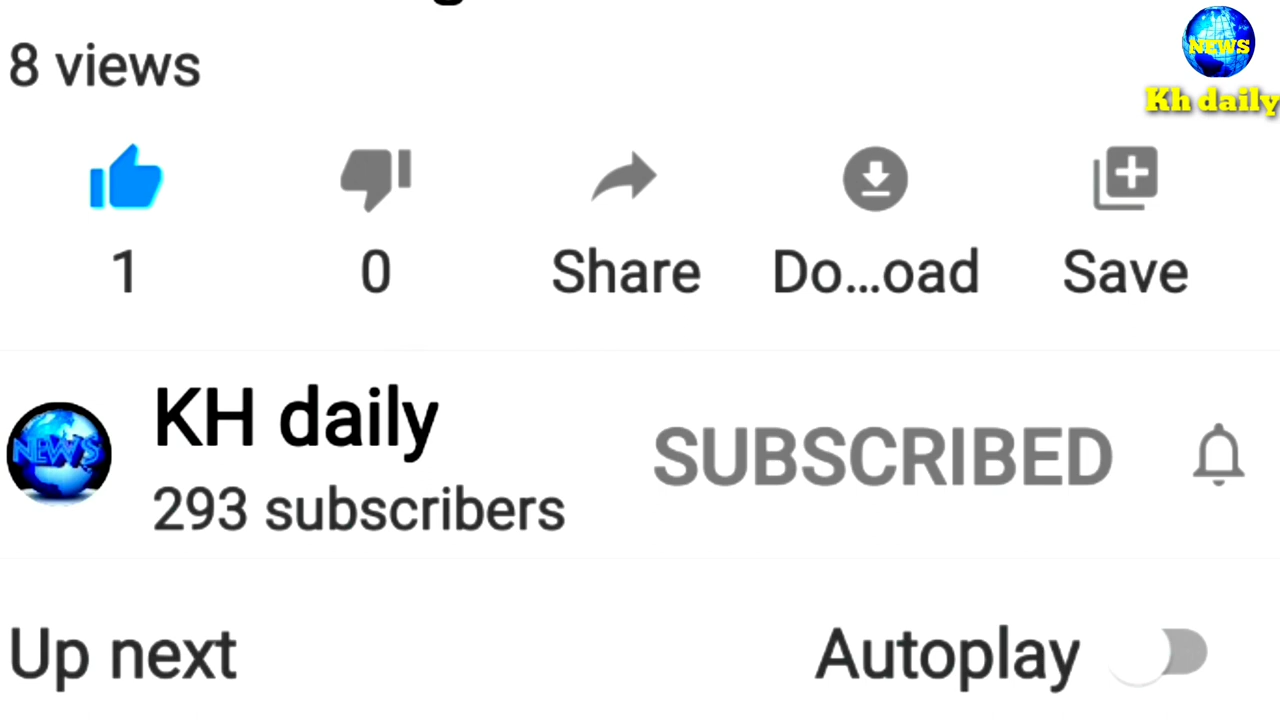 8 views
NEWS
Kh daily
1
0
Share
Do...oad
Save
KH daily
NEWS
SUBSCRIBED
293 subscribers
Up next
Autoplay